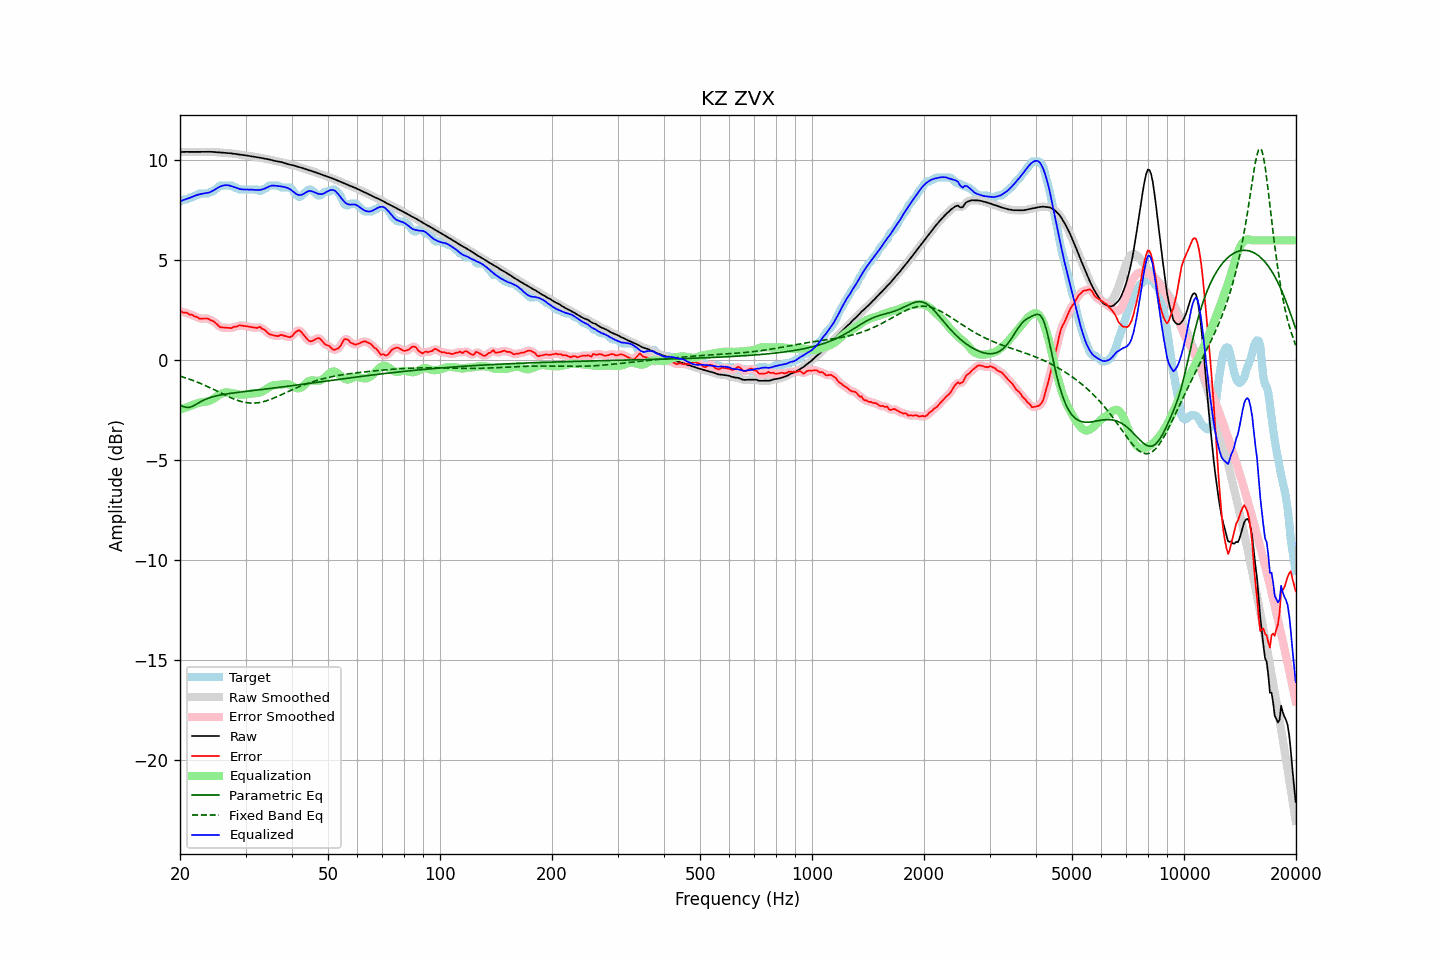 KZ ZVX
Amplitude (dBr)
10
5
0
−5
−10
−15
−20
Target
Raw Smoothed
Error Smoothed
Raw
Error
Equalization
Parametric Eq
Fixed Band Eq
Equalized
20
50
100
200
500
1000
2000
5000
10000
20000
Frequency (Hz)